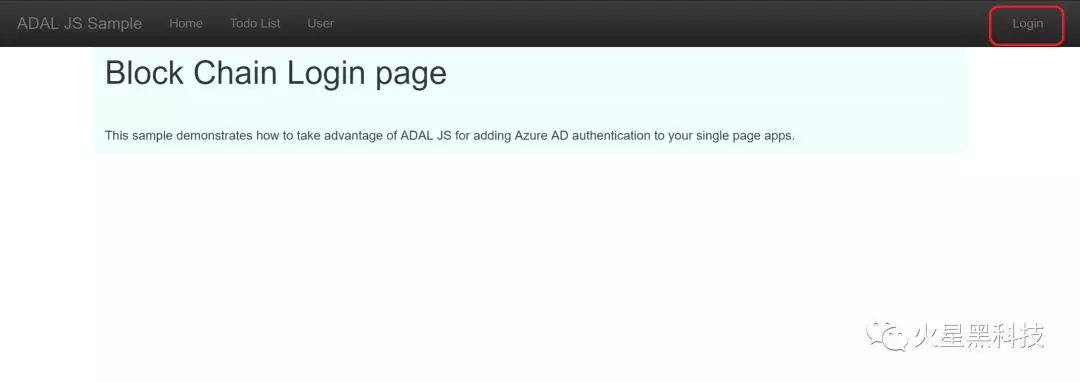 ADAL JS Sample Home Todo List User Login
Block Chain Login page
This sample demonstrates how to take advantage of ADAL JS for adding Azure AD authentication to your single page apps.
火星黑科技